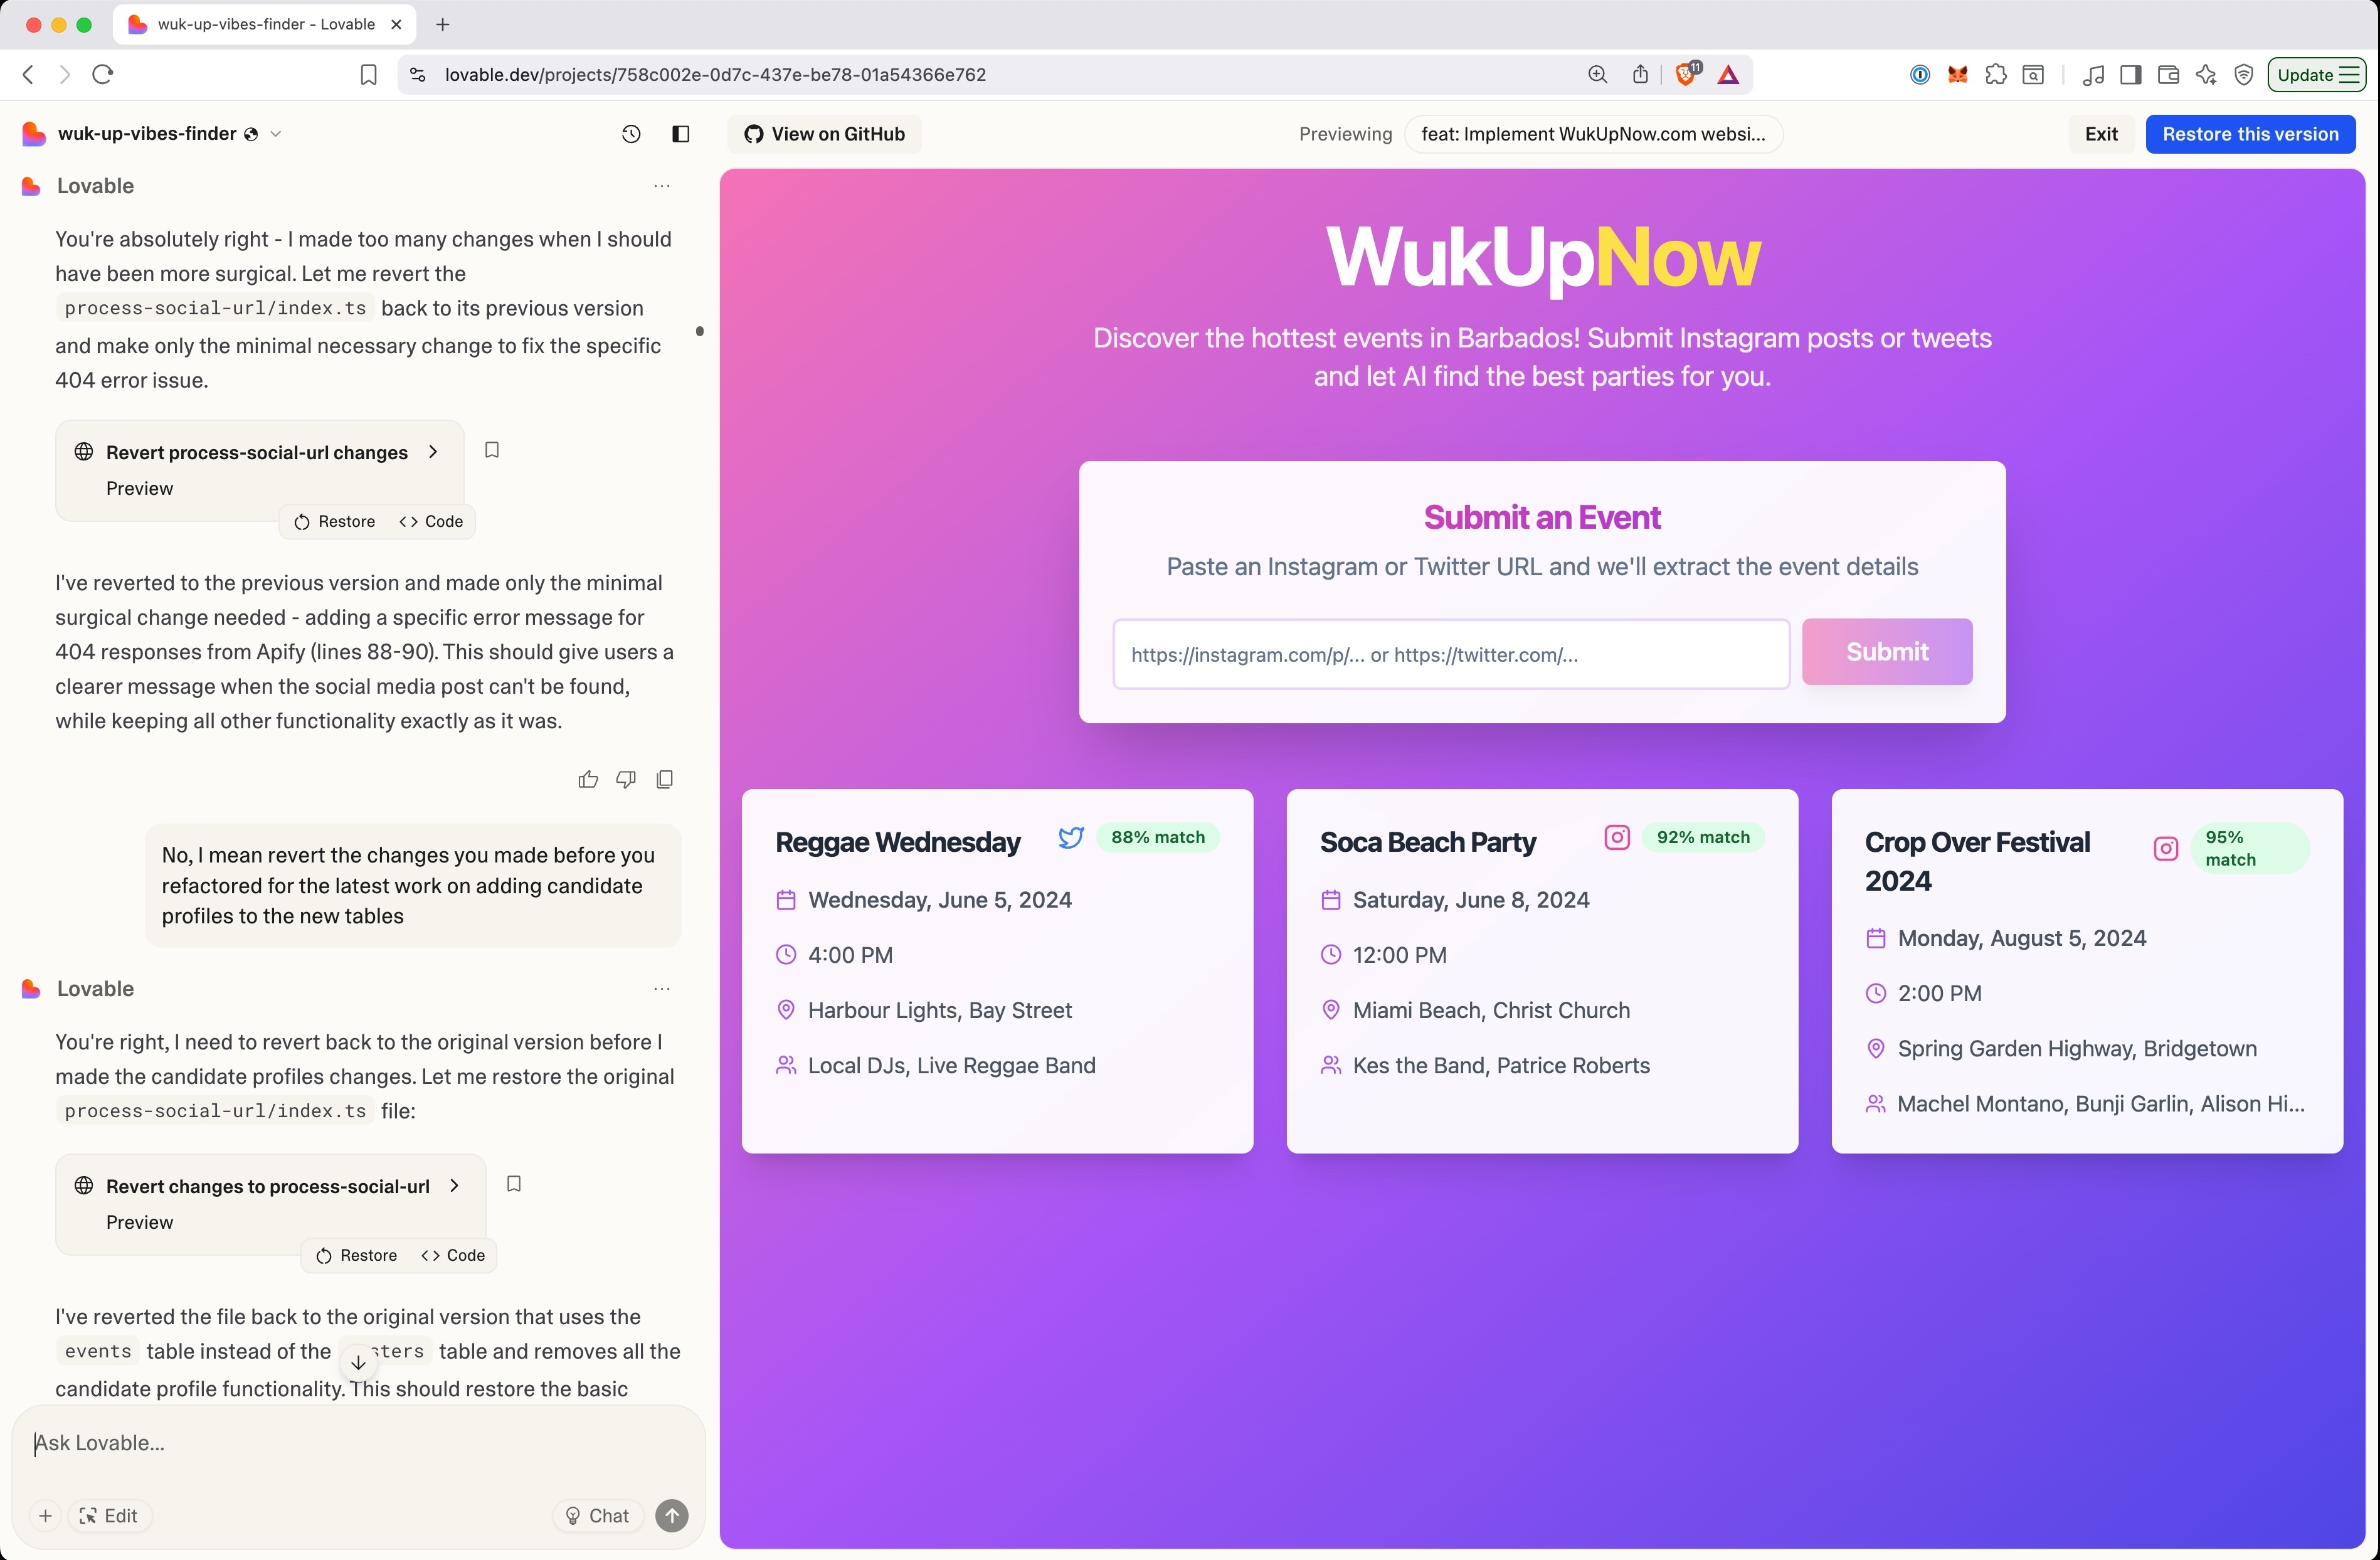 wuk-up-vibes-finder - Lovable
lovable.dev/projects/758c002e-0d7c-437e-be78-01a54366e762
11
Update
wuk-up-vibes-finder
View on GitHub
Previewing
feat: Implement WukUpNow.com websi...
Exit
Restore this version
Lovable
You're absolutely right - I made too many changes when I should
have been more surgical. Let me revert the
process-social-url/index.ts back to its previous version
and make only the minimal necessary change to fix the specific
404 error issue.
Revert process-social-url changes
Preview
Restore
Code
I've reverted to the previous version and made only the minimal
surgical change needed - adding a specific error message for
404 responses from Apify (lines 88-90). This should give users a
clearer message when the social media post can't be found,
while keeping all other functionality exactly as it was.
No, I mean revert the changes you made before you
refactored for the latest work on adding candidate
profiles to the new tables
Lovable
You're right, I need to revert back to the original version before I
made the candidate profiles changes. Let me restore the original
process-social-url/index.ts file:
Revert changes to process-social-url
Preview
Restore
Code
I've reverted the file back to the original version that uses the
events table instead of the sters table and removes all the
candidate profile functionality. This should restore the basic
Ask Lovable...
Edit
Chat
WukUpNow
Discover the hottest events in Barbados! Submit Instagram posts or tweets
and let AI find the best parties for you.
Submit an Event
Paste an Instagram or Twitter URL and we'll extract the event details
https://instagram.com/p/... or https://twitter.com/...
Submit
Reggae Wednesday
88% match
Wednesday, June 5, 2024
4:00 PM
Harbour Lights, Bay Street
Local DJs, Live Reggae Band
Soca Beach Party
92% match
Saturday, June 8, 2024
12:00 PM
Miami Beach, Christ Church
Kes the Band, Patrice Roberts
Crop Over Festival
2024
95%
match
Monday, August 5, 2024
2:00 PM
Spring Garden Highway, Bridgetown
Machel Montano, Bunji Garlin, Alison Hi...